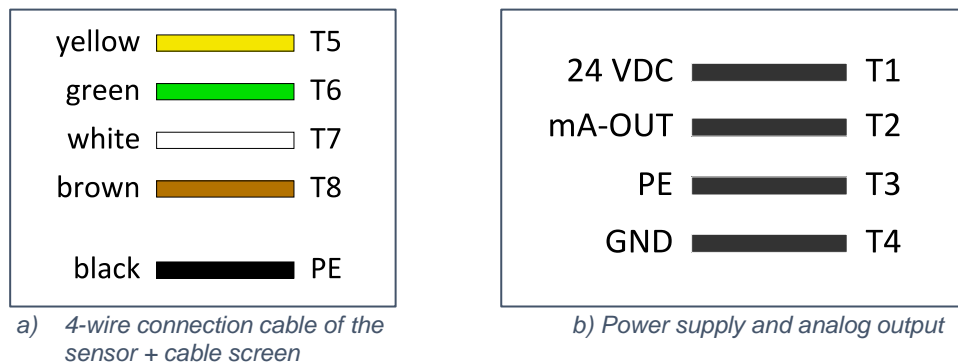 yellow T5
green T6
white T7
brown T8
black PE
a) 4-wire connection cable of the
sensor + cable screen
24 VDC T1
mA-OUT T2
PE T3
GND T4
b) Power supply and analog output